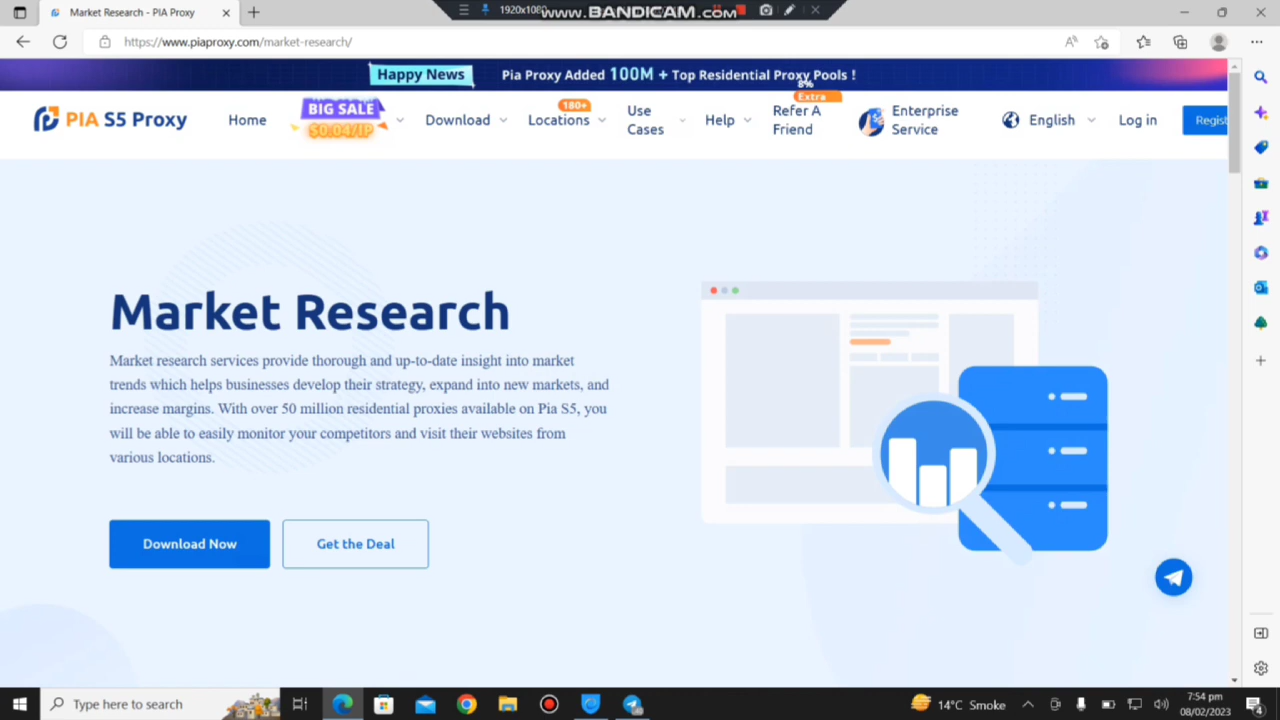 Market Research - PIA Proxy
1920x1080
www.BANDICAM.com
https://www.piaproxy.com/market-research/
Happy News
Pia Proxy Added 100M + Top Residential Proxy Pools !
PIA S5 Proxy
Home
BIG SALE
$0.04/IP
Download
180+
Locations
Use
Cases
Help
8%
Extra
Refer A
Friend
Enterprise
Service
English
Log in
Regist
Market Research
Market research services provide thorough and up-to-date insight into market
trends which helps businesses develop their strategy, expand into new markets, and
increase margins. With over 50 million residential proxies available on Pia S5, you
will be able to easily monitor your competitors and visit their websites from
various locations.
Download Now
Get the Deal
Type here to search
14°C Smoke
7:54 pm
08/02/2023
4